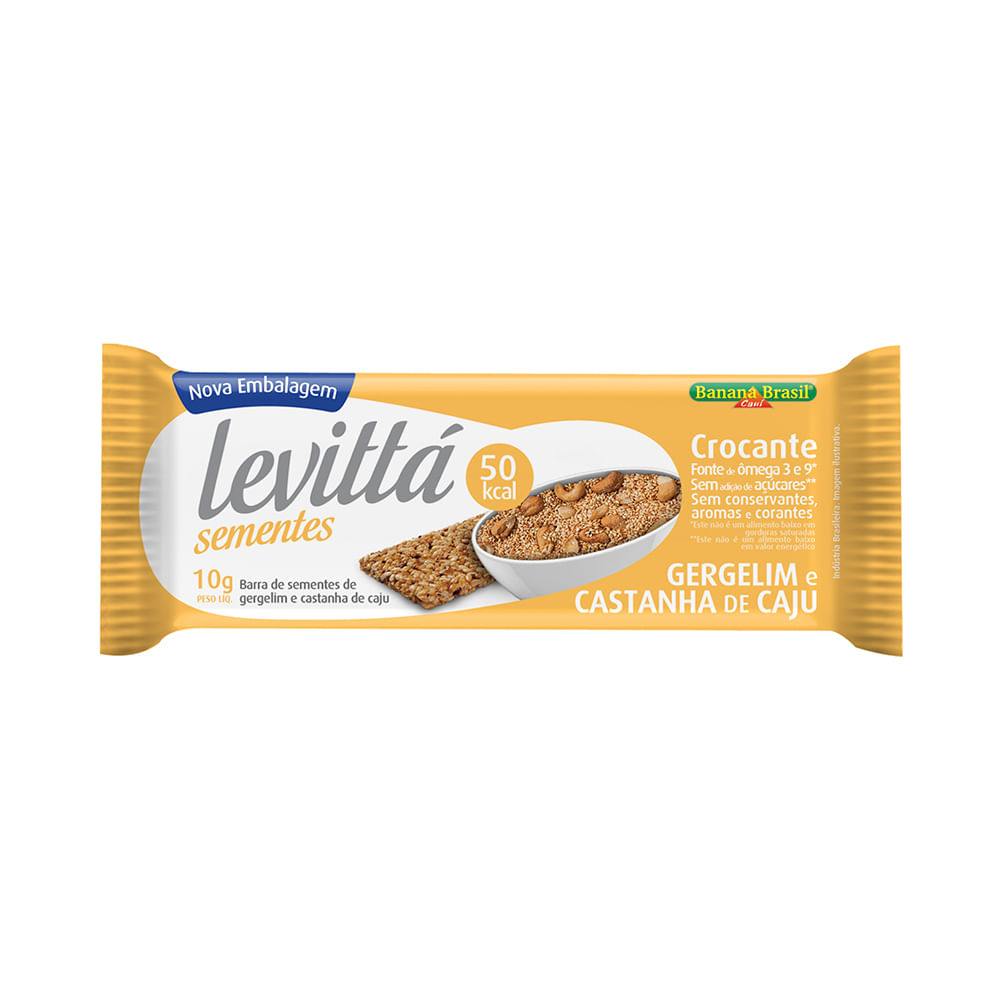 Nova Embalagem
levittá
sementes
50
kcal
10g
PESO LÍQ.
Barra de sementes de
gergelim e castanha de caju
Banana Brasil®
Cauí
Crocante
Fonte de ômega 3 e 9*
Sem adição de açúcares**
Sem conservantes,
aromas e corantes
*Este não é um alimento baixo em
gorduras saturadas
**Este não é um alimento baixo
em valor energético
GERGELIM e
CASTANHA DE CAJU
Indústria Brasileira. Imagem ilustrativa.